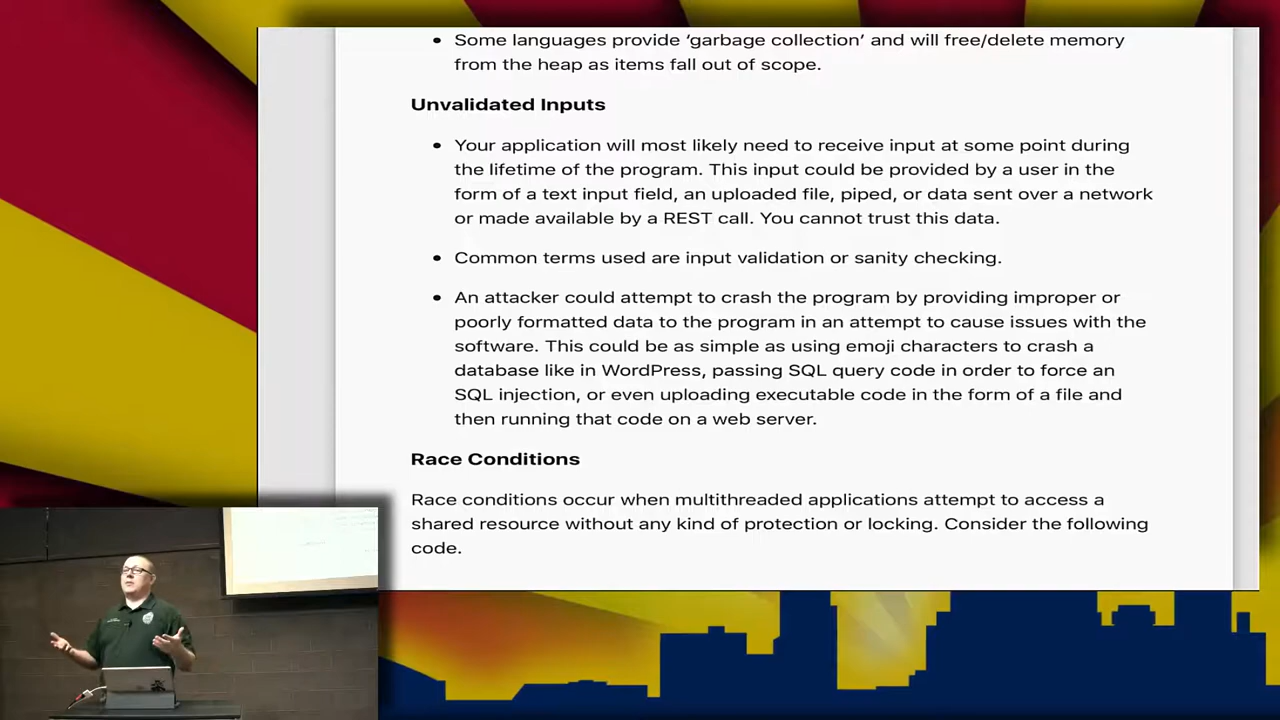 • Some languages provide ‘garbage collection’ and will free/delete memory
from the heap as items fall out of scope.
Unvalidated Inputs
• Your application will most likely need to receive input at some point during
the lifetime of the program. This input could be provided by a user in the
form of a text input field, an uploaded file, piped, or data sent over a network
or made available by a REST call. You cannot trust this data.
• Common terms used are input validation or sanity checking.
• An attacker could attempt to crash the program by providing improper or
poorly formatted data to the program in an attempt to cause issues with the
software. This could be as simple as using emoji characters to crash a
database like in WordPress, passing SQL query code in order to force an
SQL injection, or even uploading executable code in the form of a file and
then running that code on a web server.
Race Conditions
Race conditions occur when multithreaded applications attempt to access a
shared resource without any kind of protection or locking. Consider the following
code.